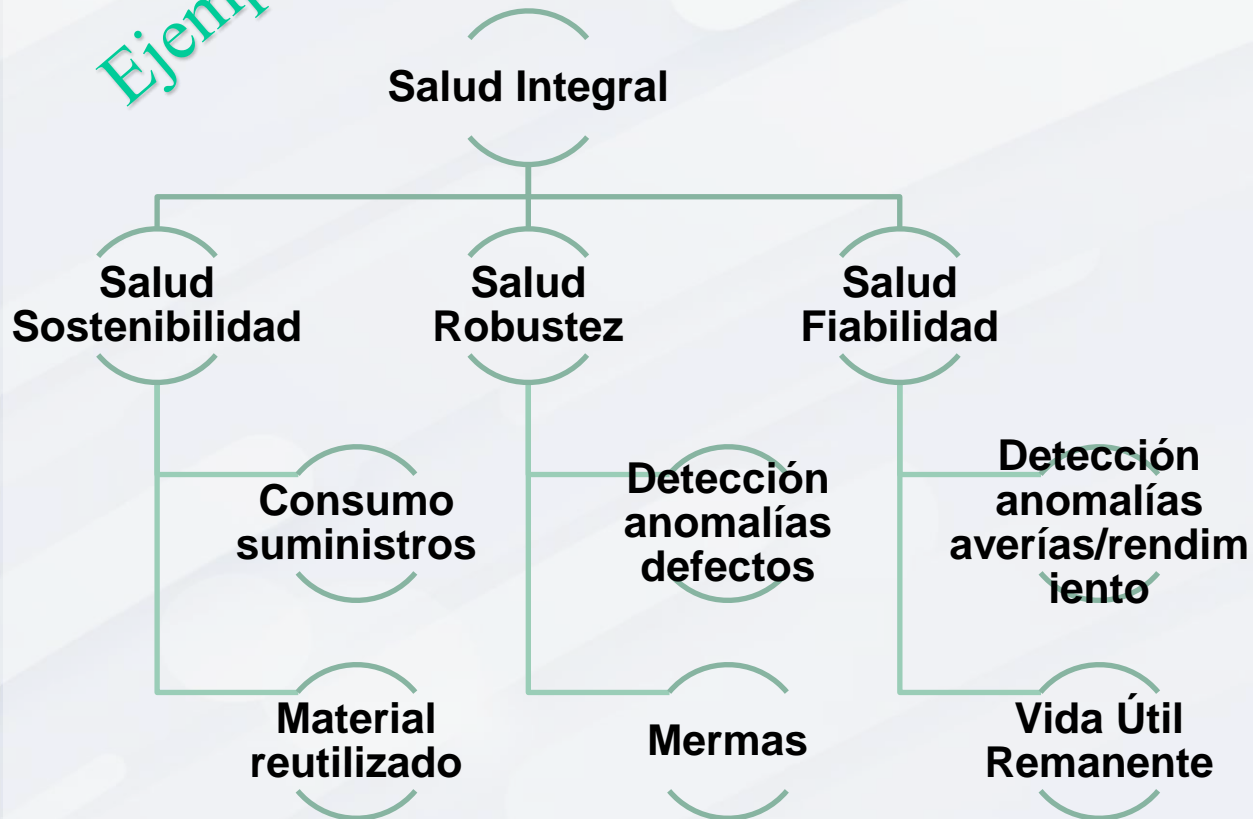 Salud Integral
Salud
Sostenibilidad
Salud
Robustez
Salud
Fiabilidad
Consumo
suministros
Detección
anomalías
defectos
Detección
anomalías
averías/rendim
iento
Material
reutilizado
Mermas
Vida Útil
Remanente